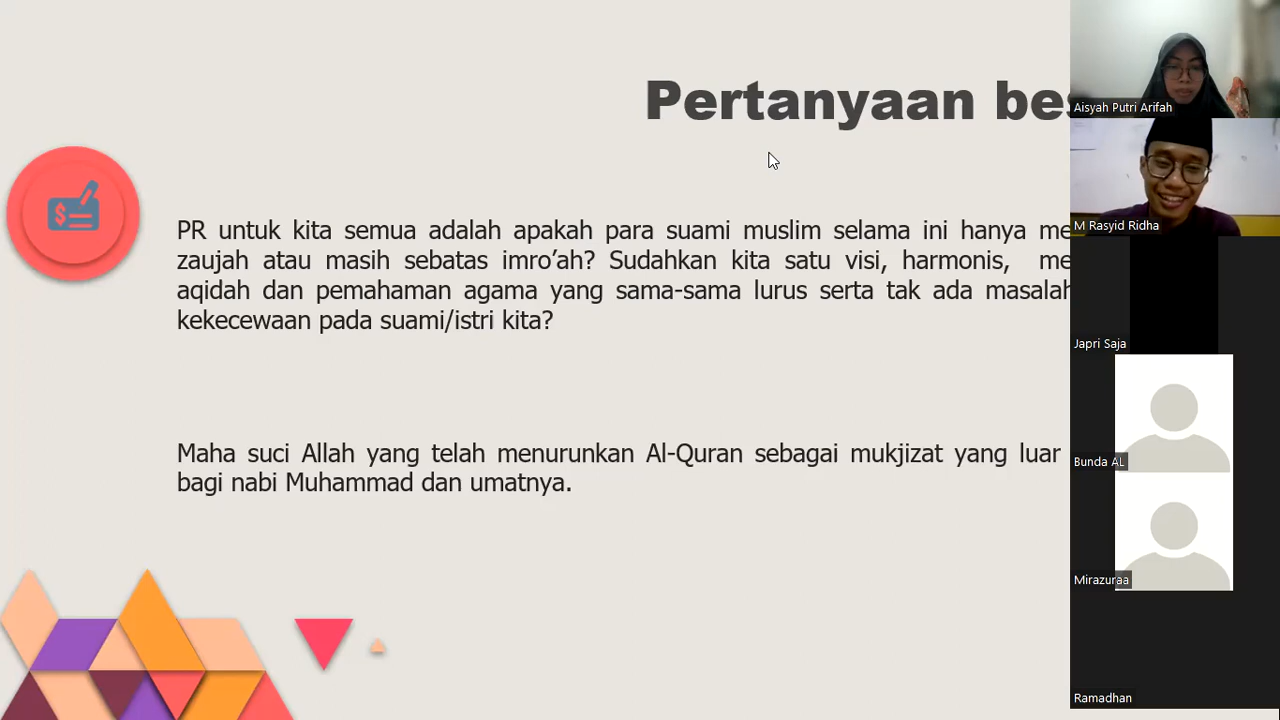 Pertanyaan bes
PR untuk kita semua adalah apakah para suami muslim selama ini hanya me
zaujah atau masih sebatas imro’ah? Sudahkan kita satu visi, harmonis, me
aqidah dan pemahaman agama yang sama-sama lurus serta tak ada masalah
kekecewaan pada suami/istri kita?
Maha suci Allah yang telah menurunkan Al-Quran sebagai mukjizat yang luar
bagi nabi Muhammad dan umatnya.
$
Aisyah Putri Arifah
M Rasyid Ridha
Japri Saja
Bunda AL
Mirazuraa
Ramadhan